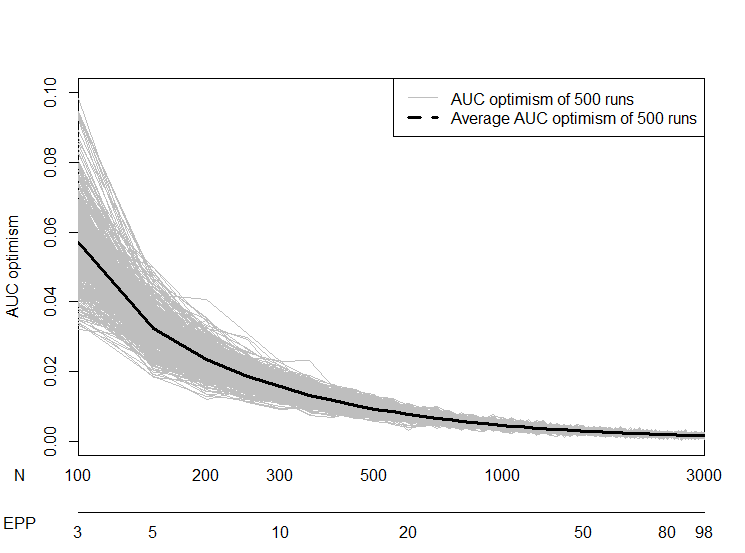 AUC optimism of 500 runs
Average AUC optimism of 500 runs
AUC optimism
0.10
0.08
0.06
0.04
0.02
0.00
N 100 200 300 500 1000 3000
EPP 3 5 10 20 50 80 98